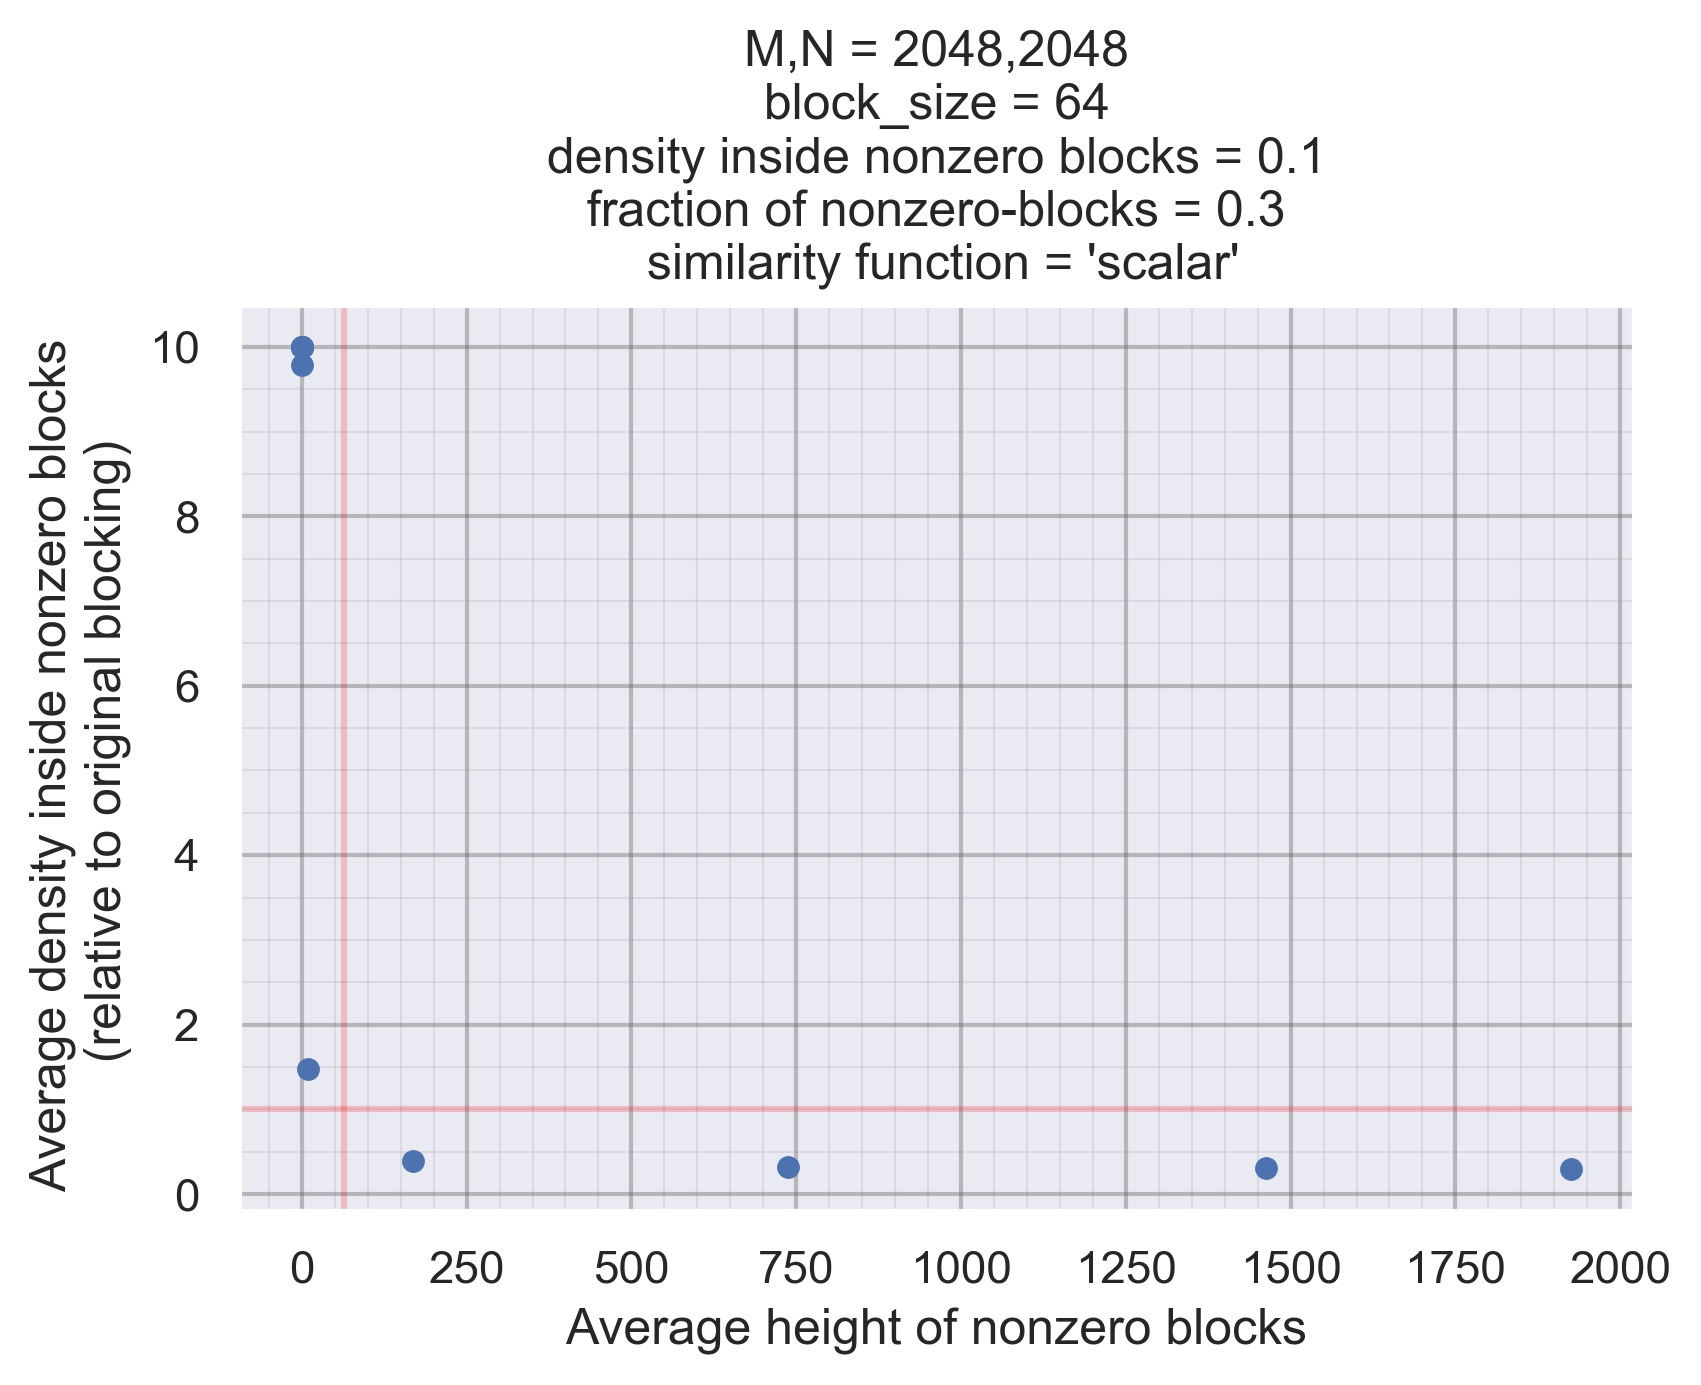 M,N = 2048,2048
block_size = 64
density inside nonzero blocks = 0.1
fraction of nonzero-blocks = 0.3
similarity function = 'scalar'
Average density inside nonzero blocks
(relative to original blocking)
10
8
6
4
2
0
0 250 500 750 1000 1250 1500 1750 2000
Average height of nonzero blocks